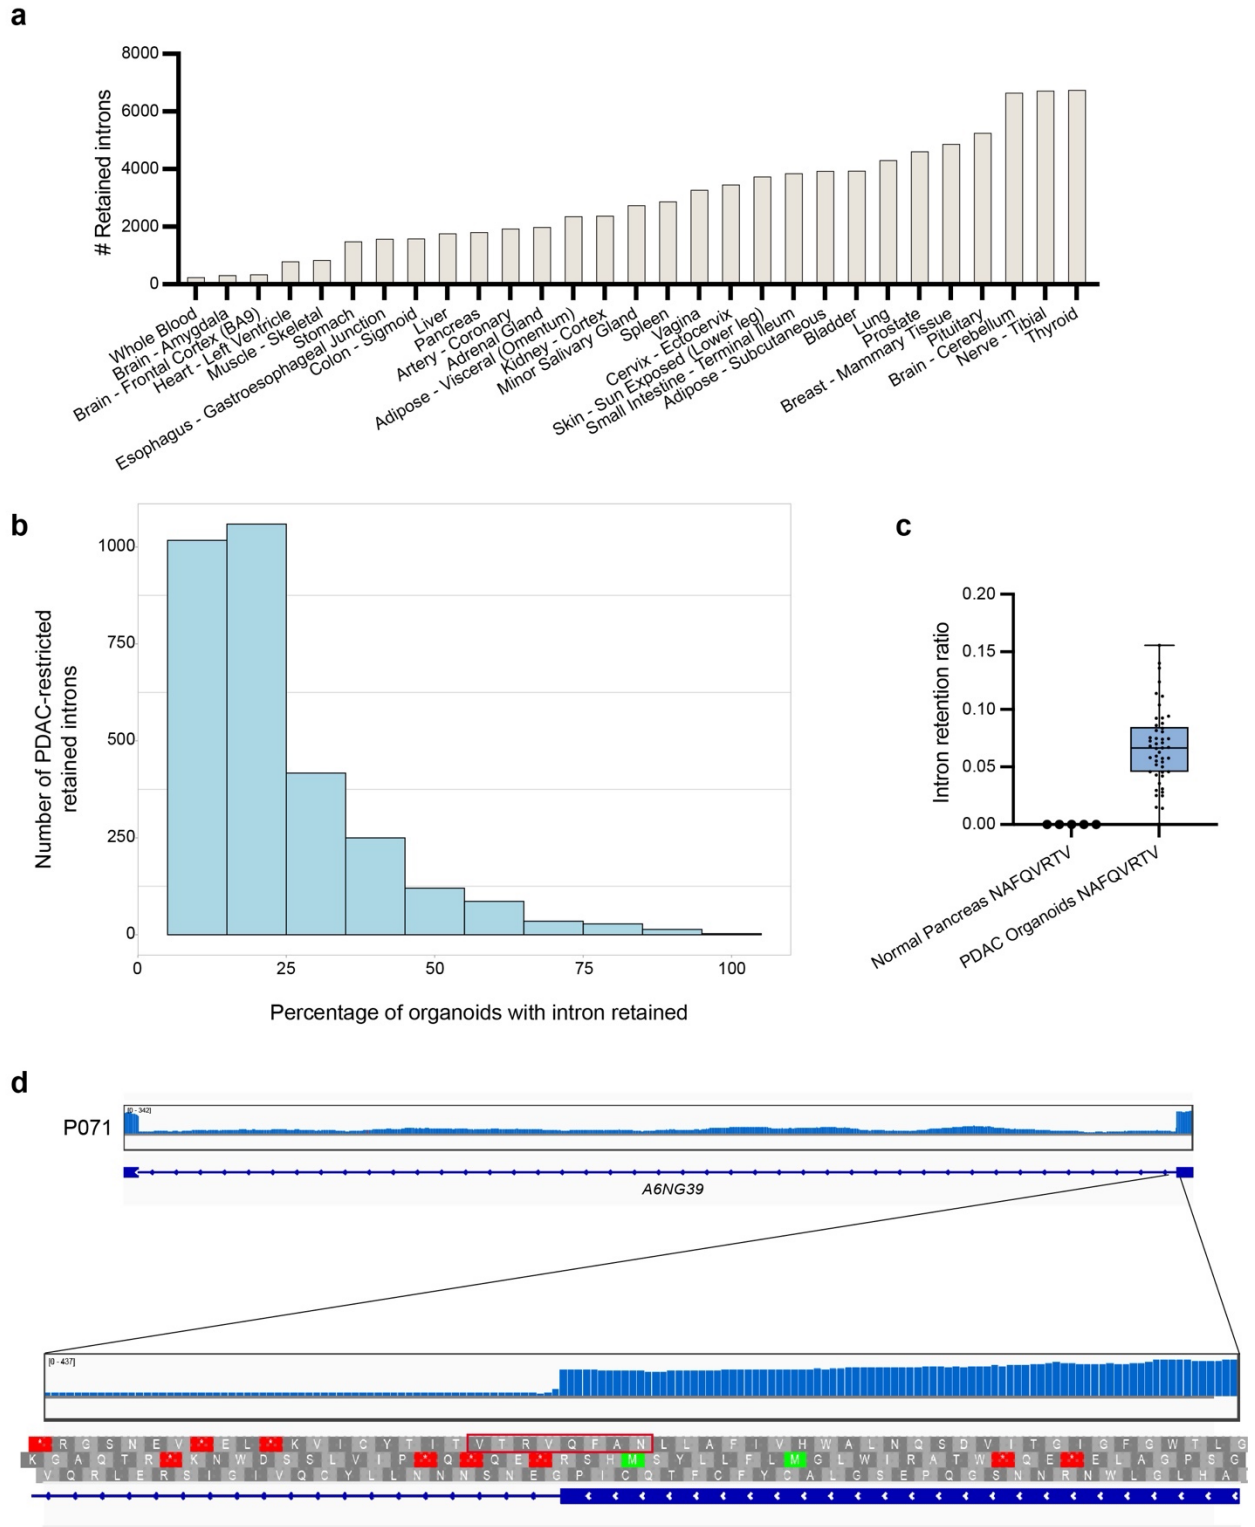 a
8000
6000
4000
2000
0
# Retained introns
Whole Blood
Brain - Amygdala
Brain - Frontal Cortex (BA9)
Heart - Left Ventricle
Muscle - Skeletal
Stomach
Esophagus - Gastroesophageal Junction
Colon - Sigmoid
Liver
Pancreas
Artery - Coronary
Adrenal Gland
Adipose - Visceral (Omentum)
Kidney - Cortex
Minor Salivary Gland
Spleen
Vagina
Cervix - Ectocervix
Skin - Sun Exposed (Lower leg)
Small Intestine - Terminal Ileum
Adipose - Subcutaneous
Bladder
Lung
Prostate
Breast - Mammary Tissue
Pituitary
Brain - Cerebellum
Nerve - Tibial
Thyroid
b
1000
750
500
250
0
Number of PDAC-restricted
retained introns
0 25 50 75 100
Percentage of organoids with intron retained
c
0.20
0.15
0.10
0.05
0.00
Intron retention ratio
Normal Pancreas NAFQVRTV
PDAC Organoids NAFQVRTV
d
[0 - 342]
P071
A6NG39
[0 - 437]
* R G S N E V * E L * K V I C Y T I T V T R V Q F A N L L A F I V H W A L N Q S D V I T G I G F G W T L G
K G A Q T R * K N W D S S L V I P * Q * Q E * R S H M S Y L L F L M G L W I R A T W * Q E * E L A G P S G
V Q R L E R S I G I V Q C Y L L N N N S N E G P I C Q T F C F Y C A L G S E P Q G S N N R N W L G L H A